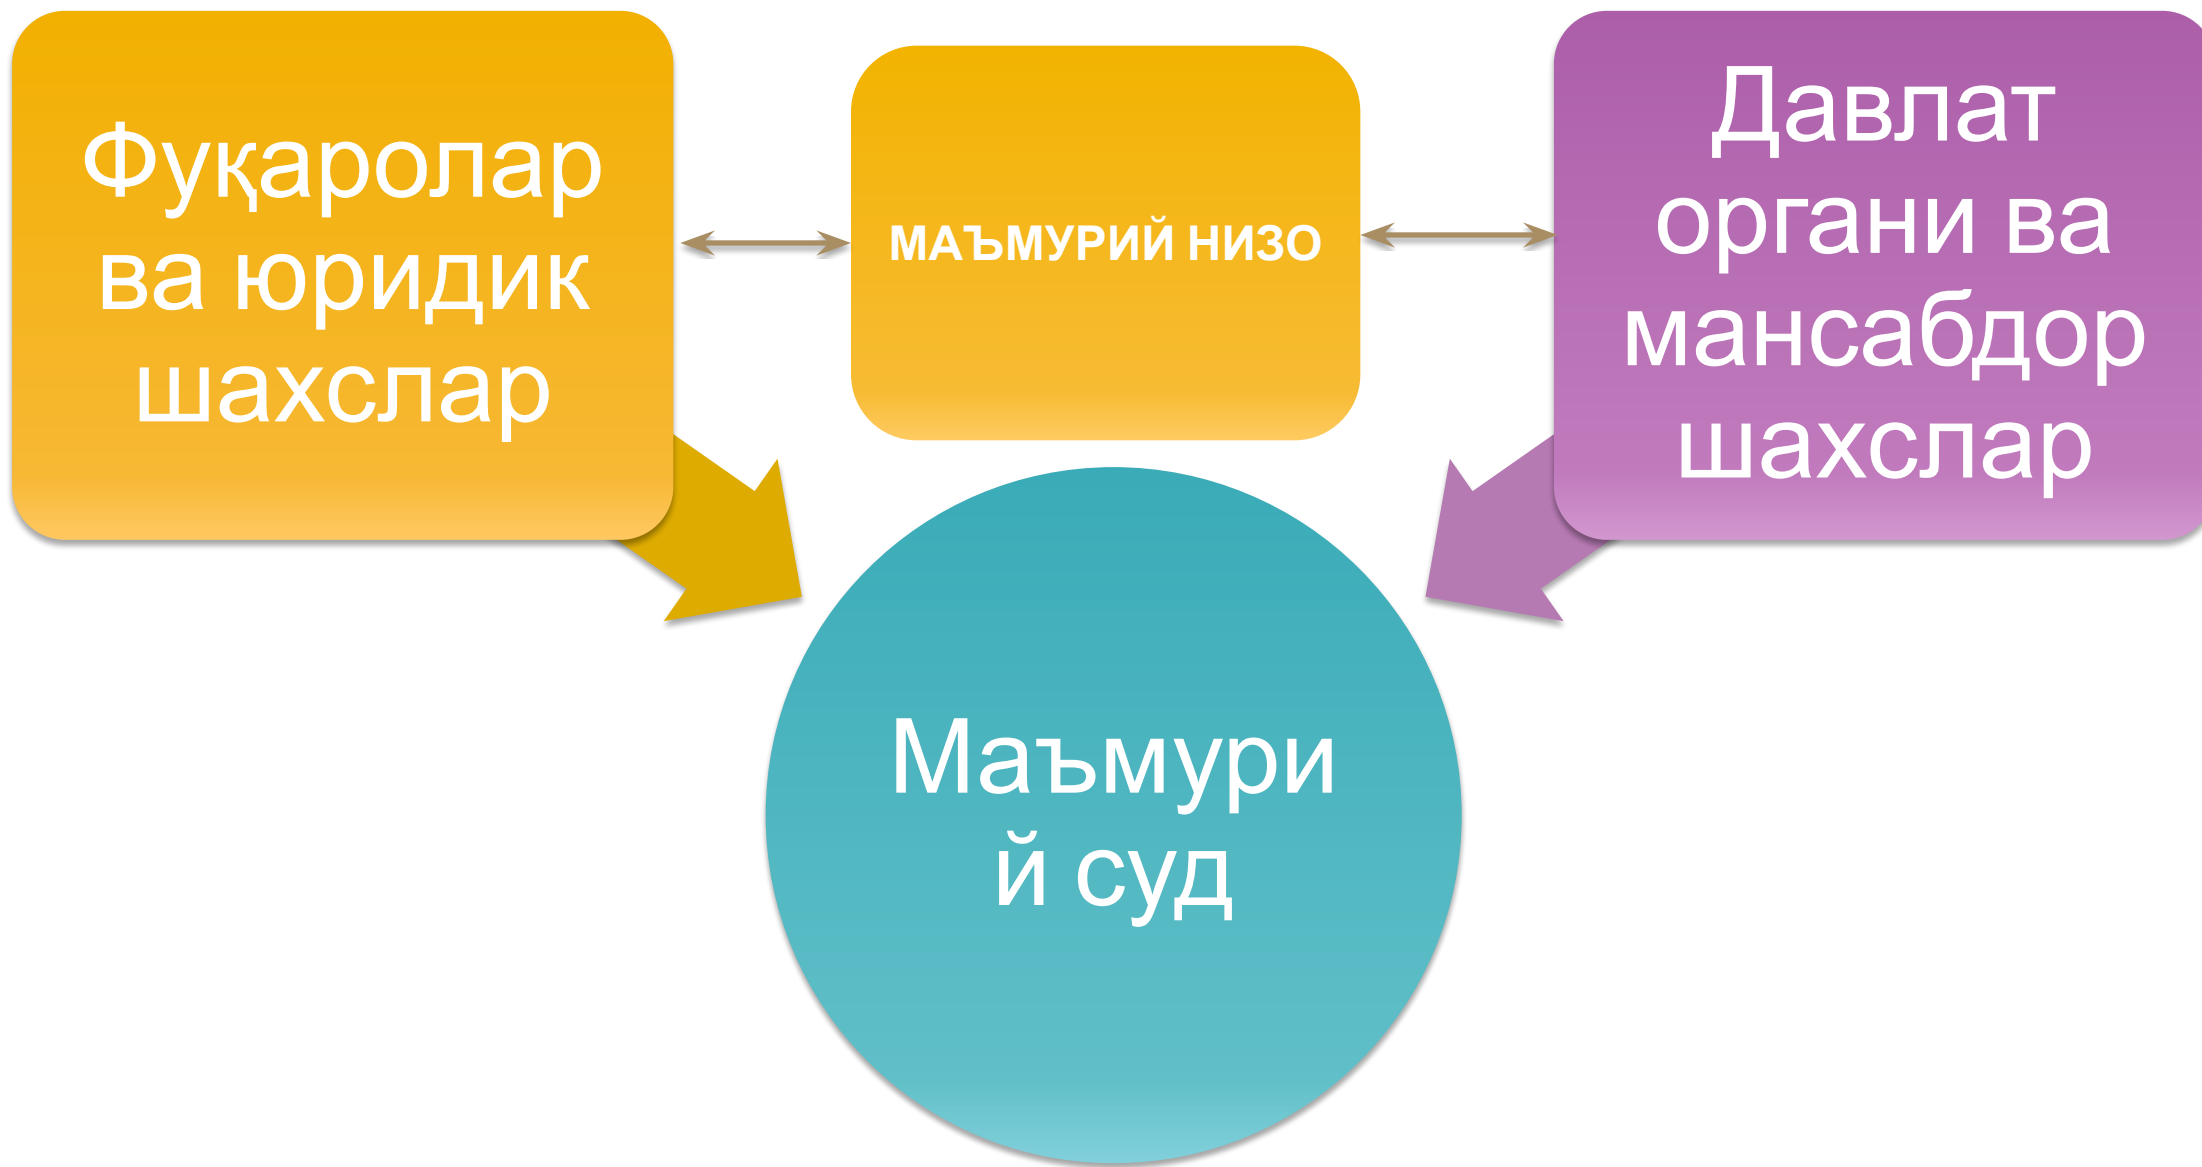 Фуқаролар
ва юридик
шахслар
МАЪМУРИЙ НИЗО
Давлат
органи ва
мансабдор
шахслар
Маъмури
й суд